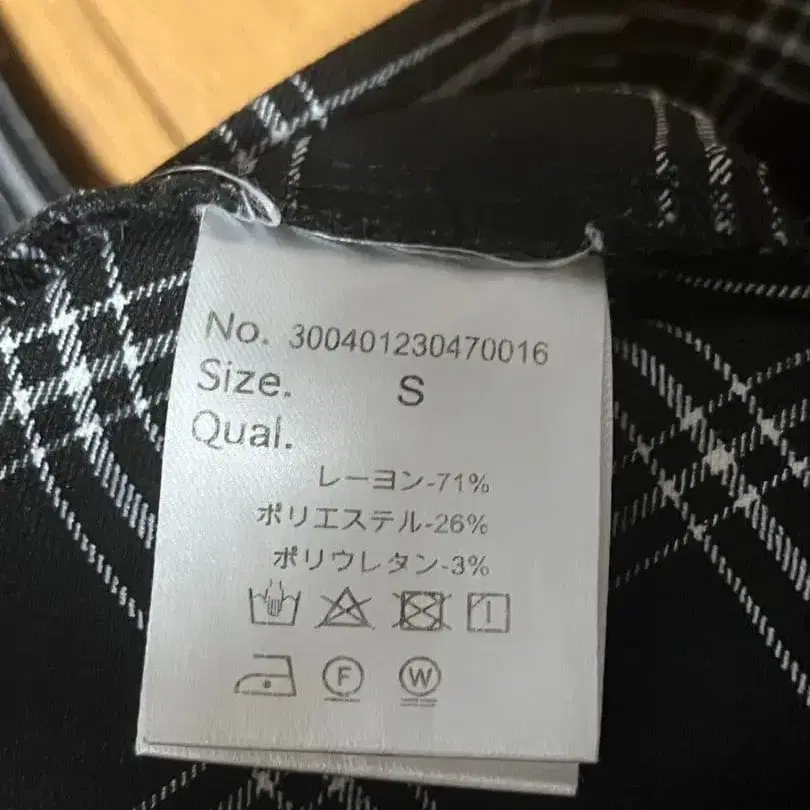 No. 300401230470016
Size. S
Qual.
レーヨン-71%
ポリエステル-26%
ポリウレタン-3%
F W